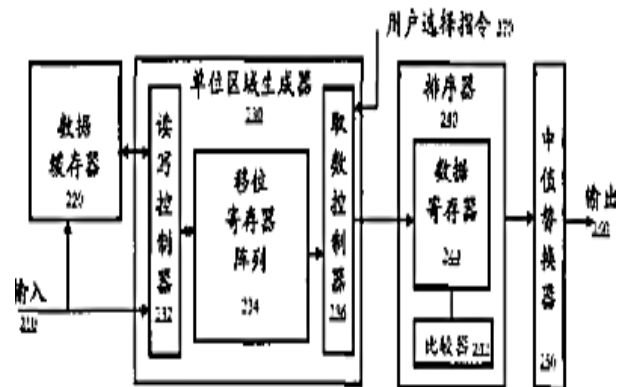 用户选择指令 270
单位区域生成器
230
数据
缓存器
220
读写控制器
232
移位
寄存器
阵列
234
取数控制器
236
排序器
240
数据
寄存器
比较器
中值替换器
250
输入
210
输出
260